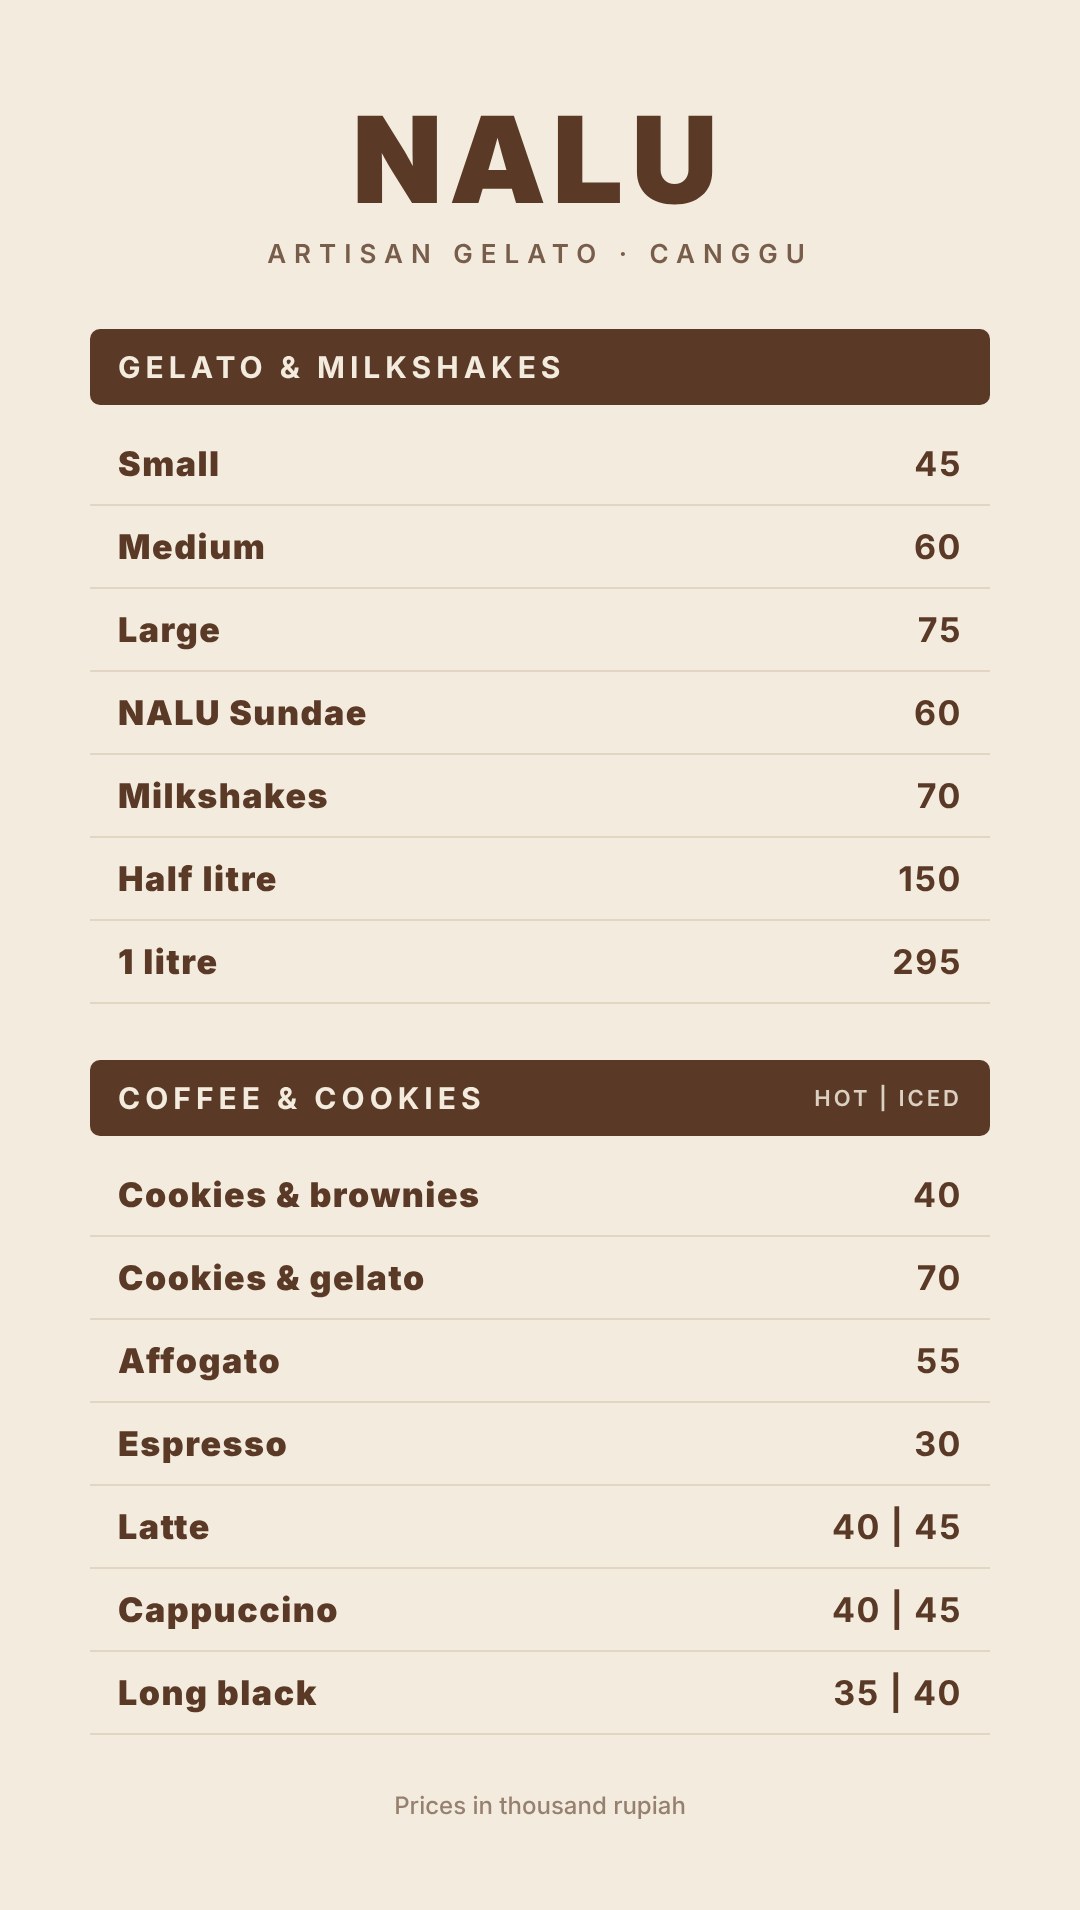 NALU
ARTISAN GELATO · CANGGU
GELATO & MILKSHAKES
Small 45
Medium 60
Large 75
NALU Sundae 60
Milkshakes 70
Half litre 150
1 litre 295
COFFEE & COOKIES HOT | ICED
Cookies & brownies 40
Cookies & gelato 70
Affogato 55
Espresso 30
Latte 40 | 45
Cappuccino 40 | 45
Long black 35 | 40
Prices in thousand rupiah